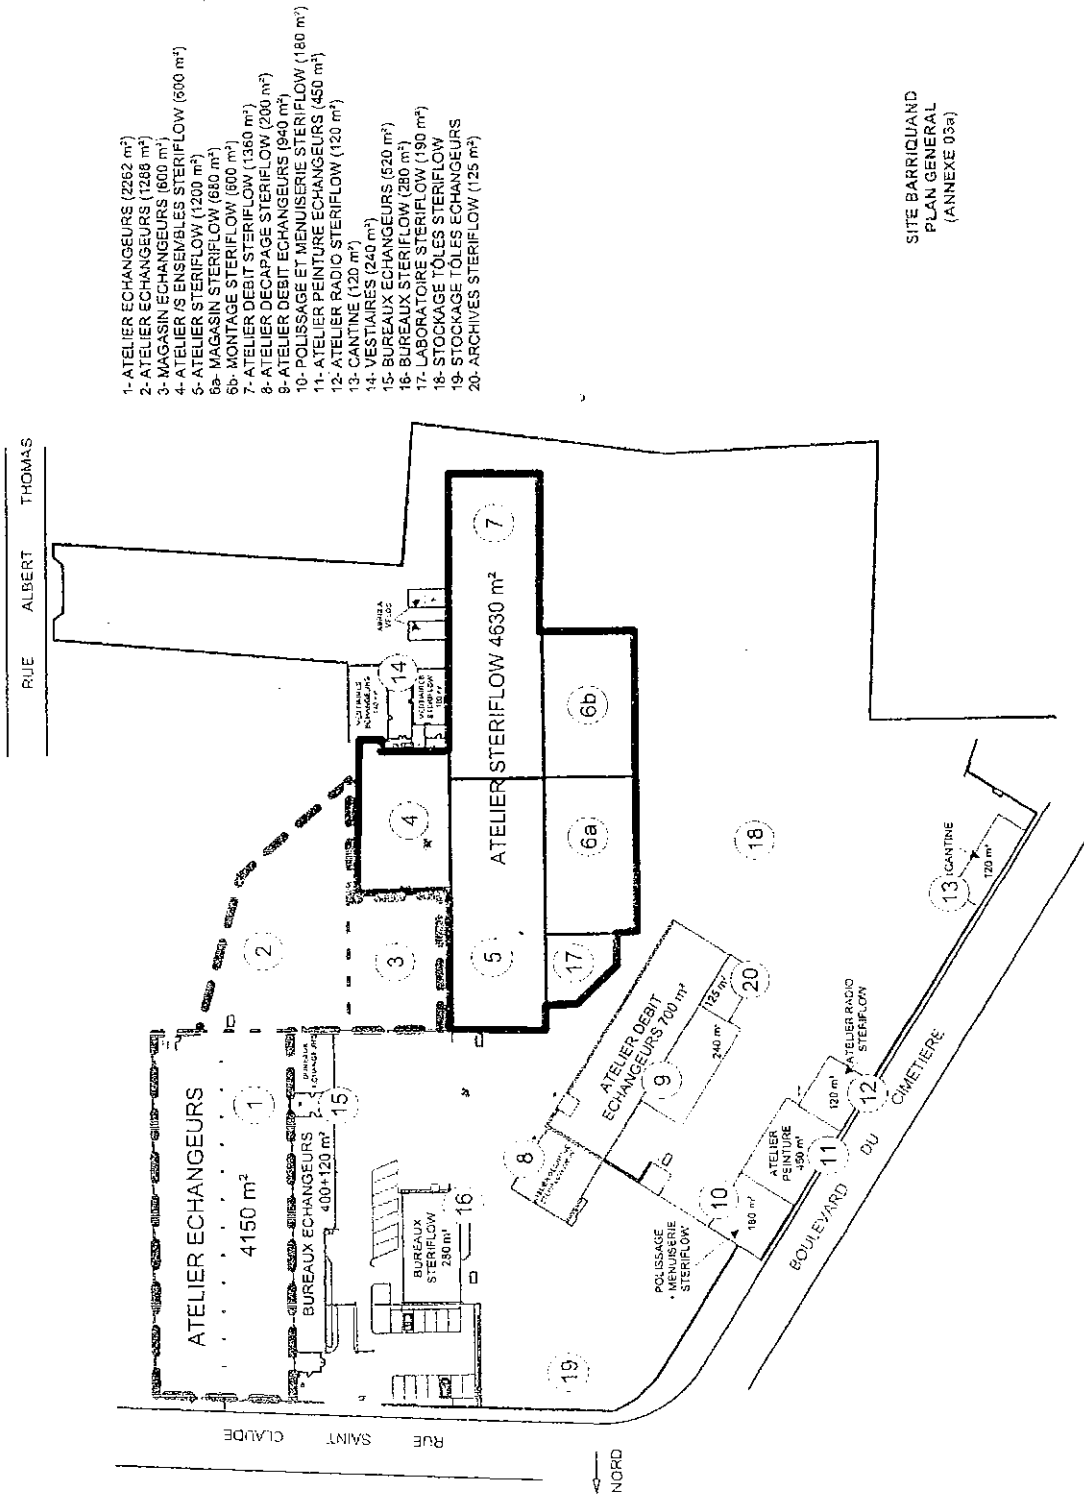 RUE ALBERT THOMAS
1- ATELIER ECHANGEURS (2262 m²)
2- ATELIER ECHANGEURS (1288 m²)
3- MAGASIN ECHANGEURS (600 m²)
4- ATELIER /S ENSEMBLES STERIFLOW (600 m²)
5- ATELIER STERIFLOW (1200 m²)
6a- MAGASIN STERIFLOW (680 m²)
6b- MONTAGE STERIFLOW (600 m²)
7- ATELIER DEBIT STERIFLOW (1360 m²)
8- ATELIER DECAPAGE STERIFLOW (200 m²)
9- ATELIER DEBIT ECHANGEURS (940 m²)
10- POLISSAGE ET MENUISERIE STERIFLOW (180 m²)
11- ATELIER PEINTURE ECHANGEURS (450 m²)
12- ATELIER RADIO STERIFLOW (120 m²)
13- CANTINE (120 m²)
14- VESTIAIRES (240 m²)
15- BUREAUX ECHANGEURS (520 m²)
16- BUREAUX STERIFLOW (280 m²)
17- LABORATOIRE STERIFLOW (190 m²)
18- STOCKAGE TÔLES STERIFLOW
19- STOCKAGE TÔLES ECHANGEURS
20- ARCHIVES STERIFLOW (125 m²)
SITE BARRIQUAND
PLAN GENERAL
(ANNEXE 03a)
ATELIER ECHANGEURS
4150 m²
1
2
3
4
5
6a
6b
7
ATELIER STERIFLOW 4630 m²
VESTIAIRES
ECHANGEURS
14
VESTIAIRES
STERIFLOW
VELOS
BUREAUX ECHANGEURS
400+120 m²
15
BUREAUX
STERIFLOW
280 m²
16
17
8
ATELIER DEBIT
ECHANGEURS 700 m²
9
240 m²
125 m²
20
18
19
POLISSAGE
+ MENUISERIE
STERIFLOW
10
180 m²
ATELIER
PEINTURE
450 m²
11
120 m²
ATELIER RADIO
STERIFLOW
12
13
CANTINE
120 m²
BOULEVARD DU CIMETIERE
RUE SAINT CLAUDE
NORD